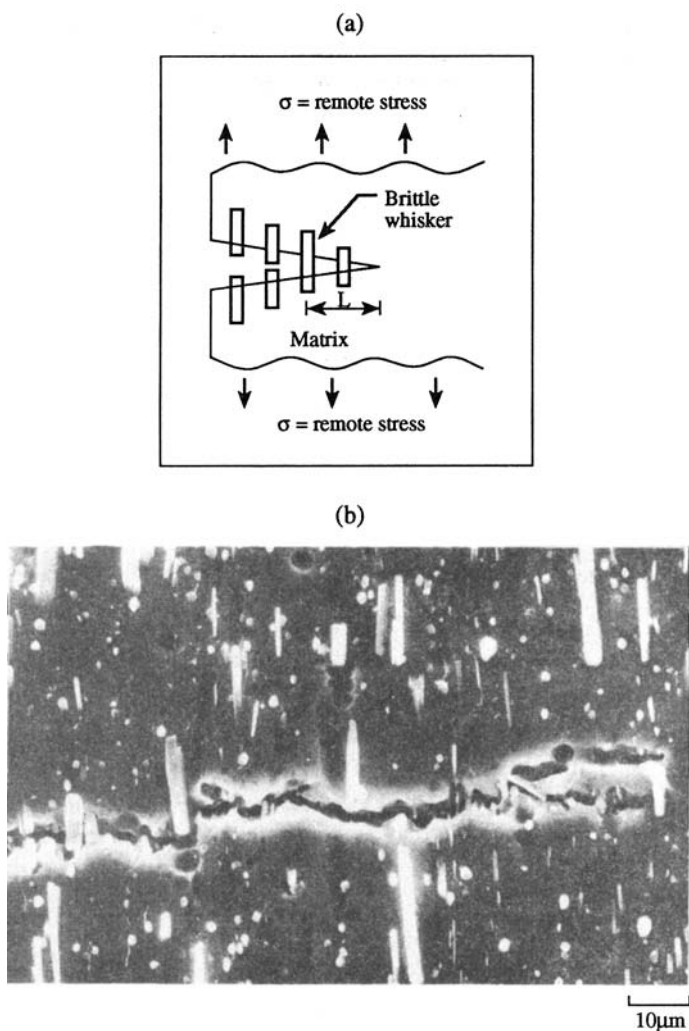 (a)
σ = remote stress
Brittle
whisker
L
Matrix
σ = remote stress
(b)
10μm